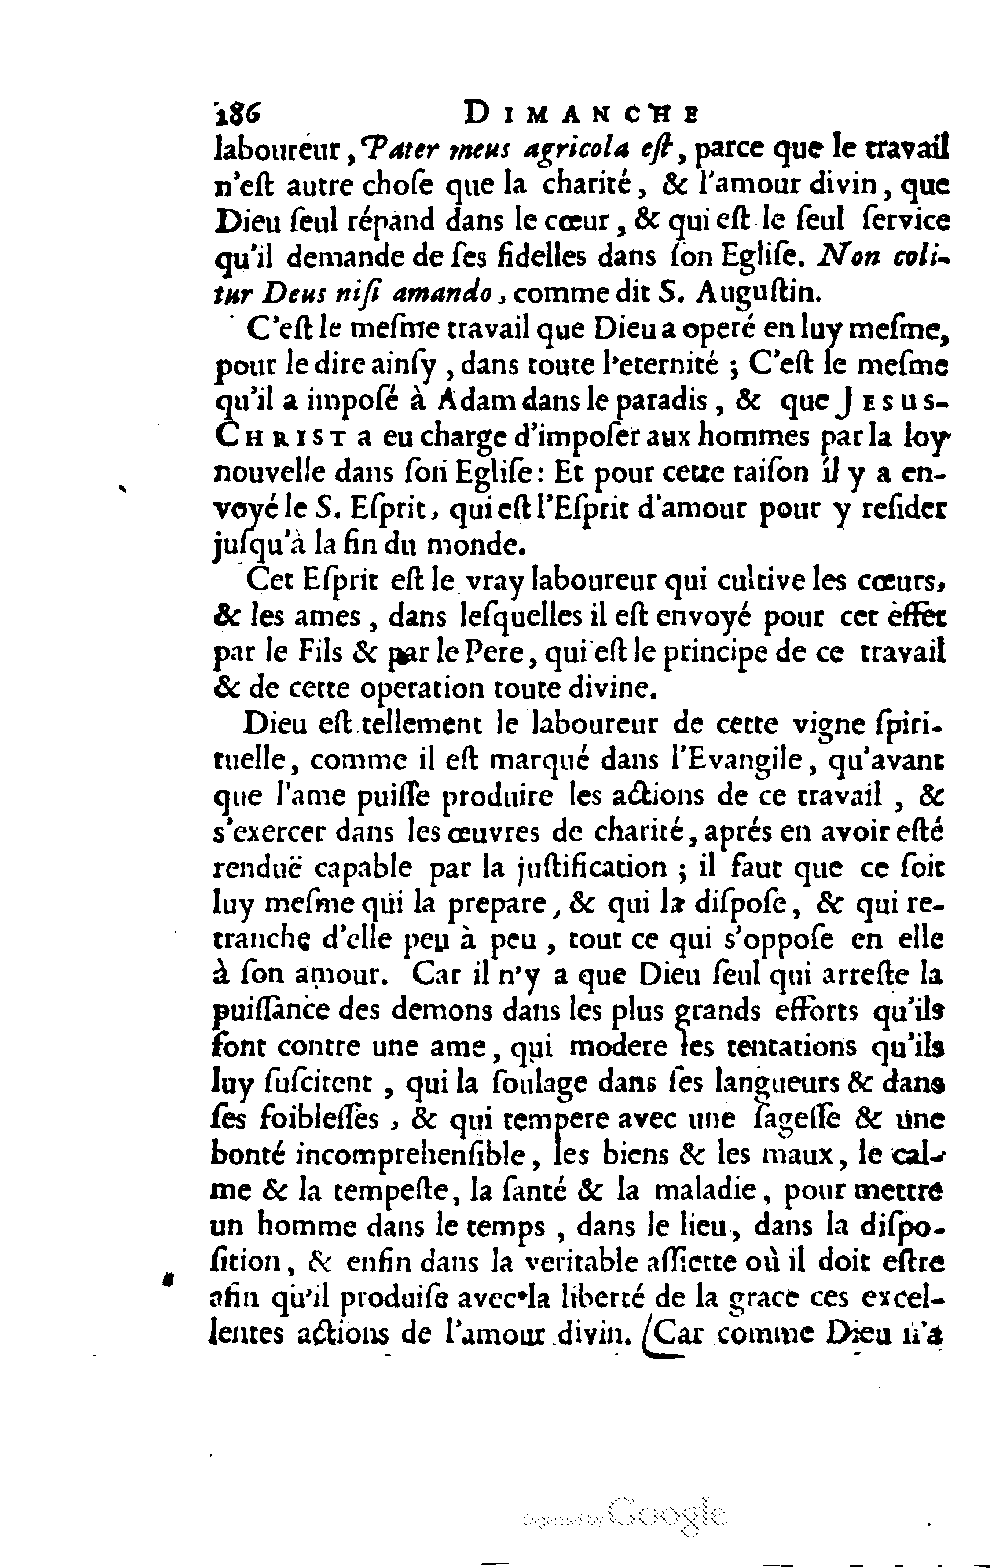 186 DIMANCHE
laboureur, Pater meus agricola eſt, parce que le travail
n'eſt autre choſe que la charité, & l'amour divin, que
Dieu ſeul répand dans le cœur, & qui eſt le ſeul ſervice
qu'il demande de ſes fidelles dans ſon Egliſe. Non coli-
tur Deus niſi amando, comme dit S. Auguſtin.
C'eſt le meſme travail que Dieu a operé en luy meſme,
pour le dire ainſy, dans toute l'eternité ; C'eſt le meſme
qu'il a impoſé à Adam dans le paradis, & que JESUS-
CHRIST a eu charge d'impoſer aux hommes par la loy
nouvelle dans ſon Egliſe : Et pour cette raiſon il y a en-
voyé le S. Eſprit, qui eſt l'Eſprit d'amour pour y reſider
juſqu'à la fin du monde.
Cet Eſprit eſt le vray laboureur qui cultive les cœurs,
& les ames, dans leſquelles il eſt envoyé pour cet effet
par le Fils & par le Pere, qui eſt le principe de ce travail
& de cette operation toute divine.
Dieu eſt tellement le laboureur de cette vigne ſpiri-
tuelle, comme il eſt marqué dans l'Evangile, qu'avant
que l'ame puiſſe produire les actions de ce travail, &
s'exercer dans les œuvres de charité, aprés en avoir eſté
renduë capable par la juſtification ; il faut que ce ſoit
luy meſme qui la prepare, & qui la diſpoſe, & qui re-
tranche d'elle peu à peu, tout ce qui s'oppoſe en elle
à ſon amour. Car il n'y a que Dieu ſeul qui arreſte la
puiſſance des demons dans les plus grands efforts qu'ils
font contre une ame, qui modere les tentations qu'ils
luy ſuſcitent, qui la ſoulage dans ſes langueurs & dans
ſes foibleſſes, & qui tempere avec une ſageſſe & une
bonté incomprehenſible, les biens & les maux, le cal-
me & la tempeſte, la ſanté & la maladie, pour mettre
un homme dans le temps, dans le lieu, dans la diſpo-
ſition, & enfin dans la veritable aſſiette où il doit eſtre
afin qu'il produiſe avec la liberté de la grace ces excel-
lentes actions de l'amour divin. (Car comme Dieu n'a
Digitized by Google